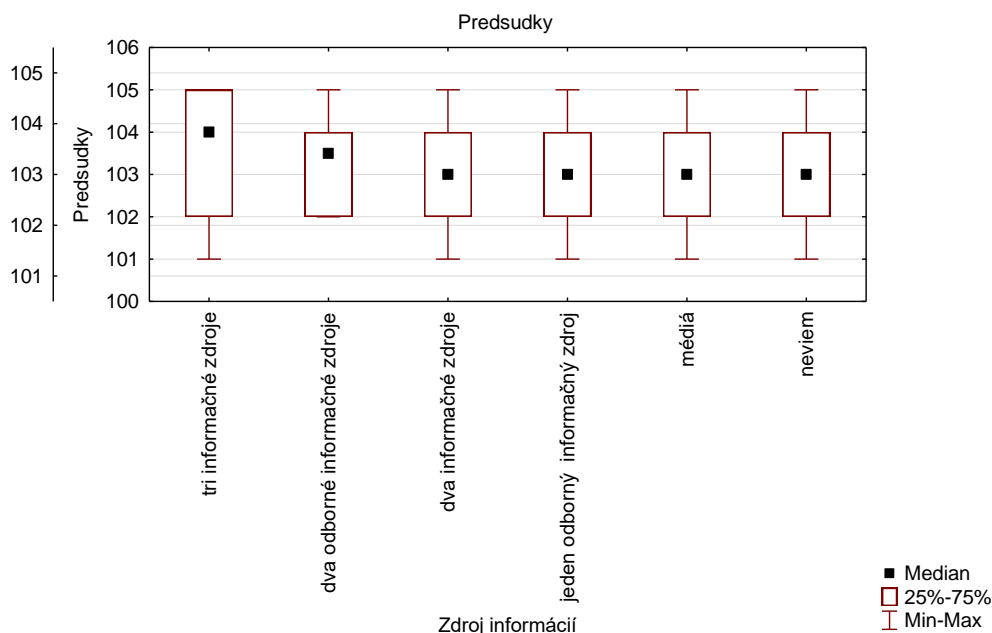 Predsudky
105
104
103
102
101
Predsudky
106
105
104
103
102
101
100
tri informačné zdroje
dva odborné informačné zdroje
dva informačné zdroje
jeden odborný  informačný zdroj
médiá
neviem
Zdroj informácií
Median
25%-75%
Min-Max